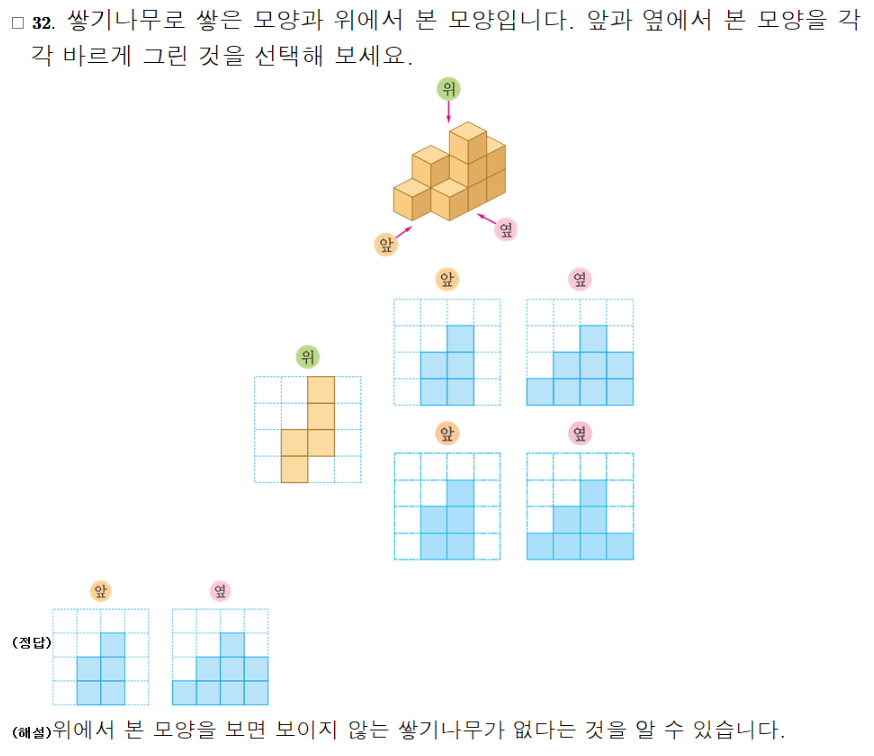 □ 32. 쌓기나무로 쌓은 모양과 위에서 본 모양입니다. 앞과 옆에서 본 모양을 각
각 바르게 그린 것을 선택해 보세요.
위
앞
옆
앞 옆
위
앞 옆
앞 옆
(정답)
(해설)위에서 본 모양을 보면 보이지 않는 쌓기나무가 없다는 것을 알 수 있습니다.